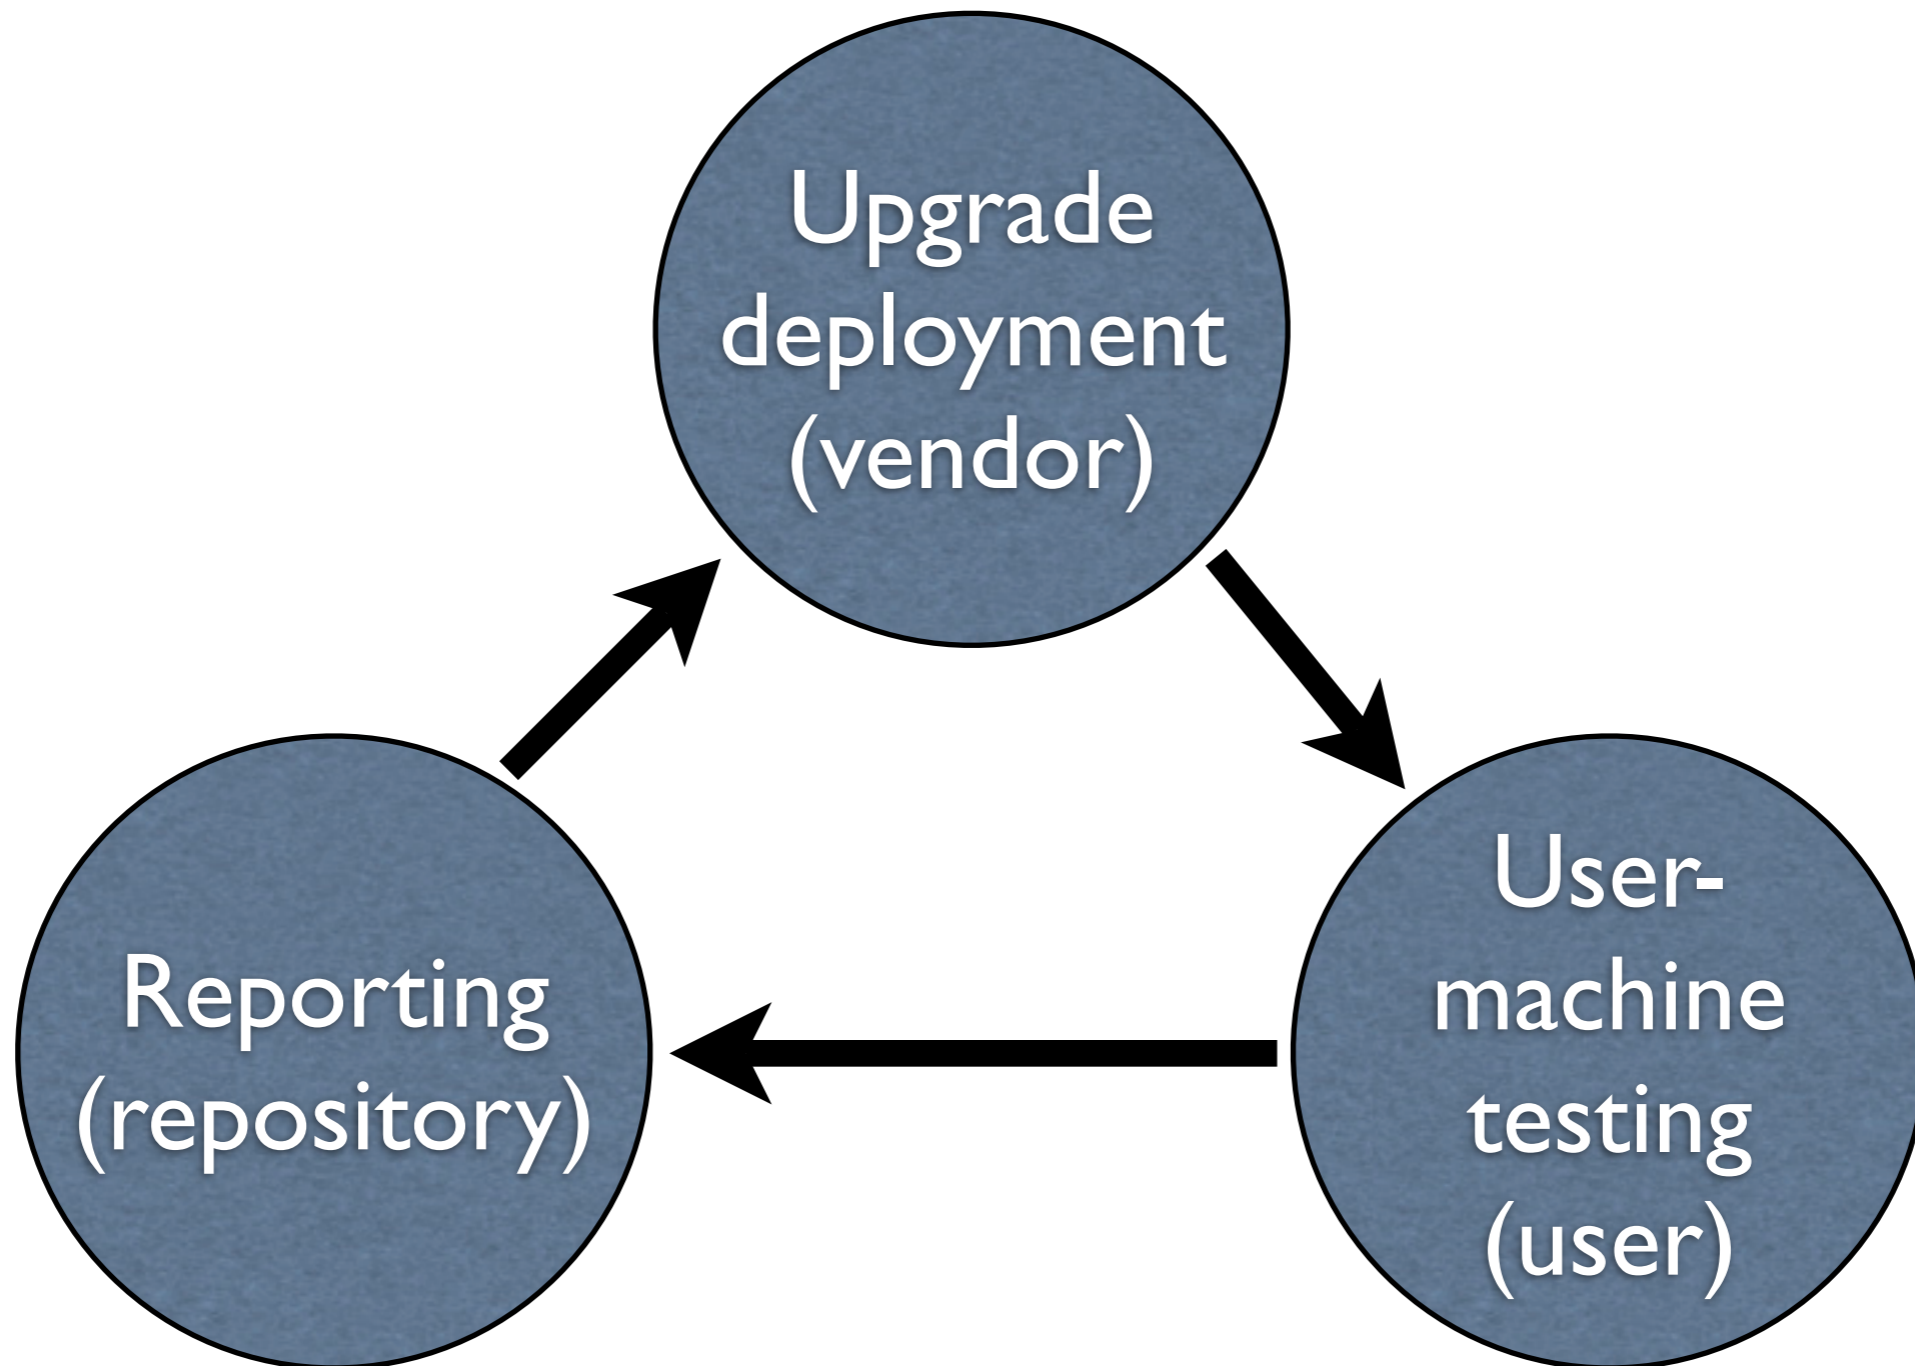 Upgrade
deployment
(vendor)
Reporting
(repository)
User-
machine
testing
(user)